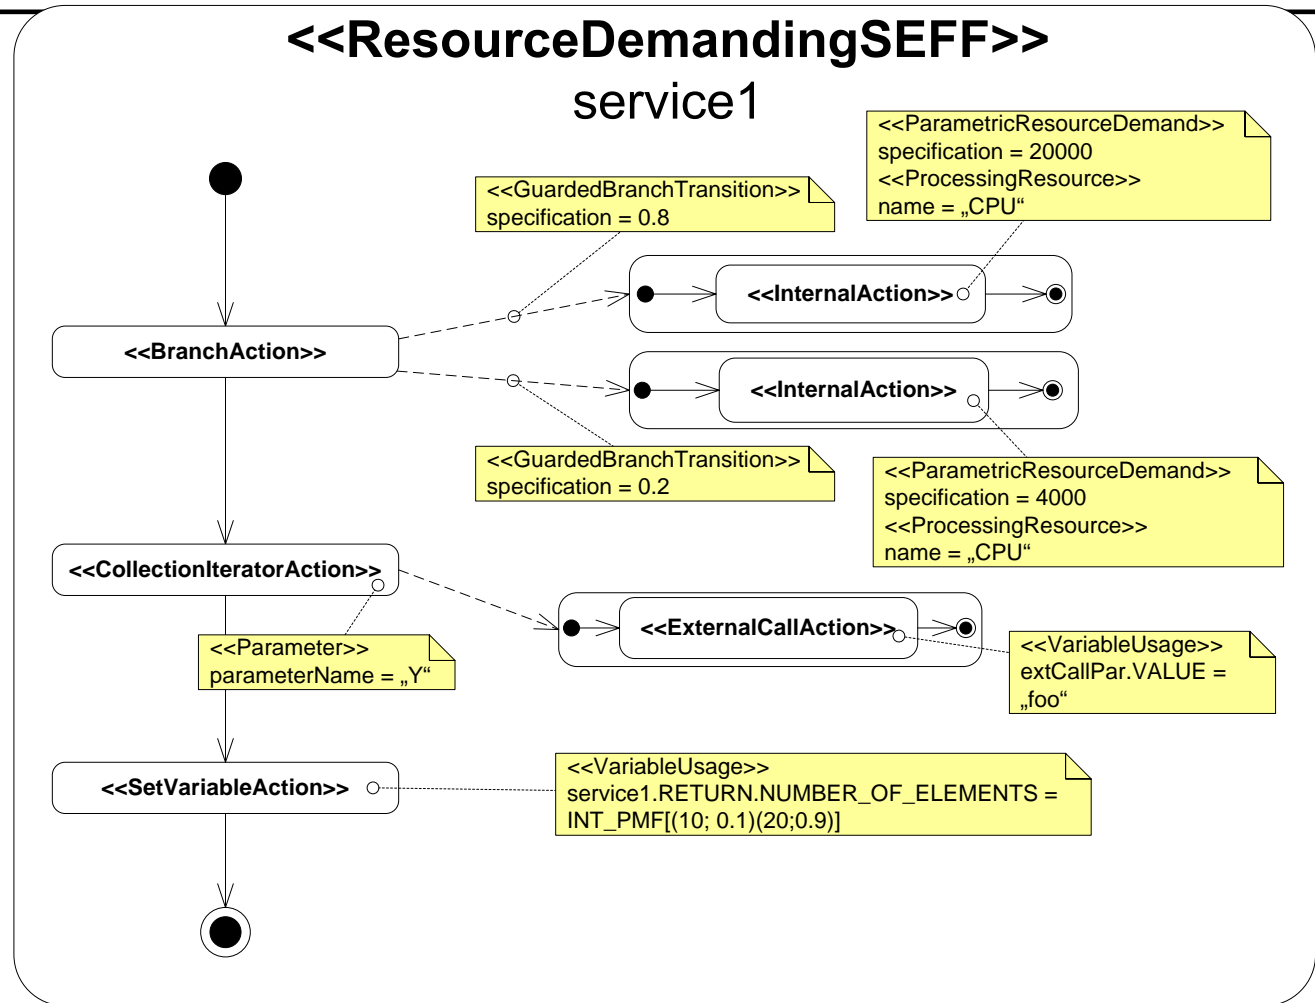 <<ResourceDemandingSEFF>>
service1
<<ParametricResourceDemand>>
specification = 20000
<<ProcessingResource>>
name = „CPU“
<<GuardedBranchTransition>>
specification = 0.8
<<InternalAction>>
<<BranchAction>>
<<InternalAction>>
<<GuardedBranchTransition>>
specification = 0.2
<<ParametricResourceDemand>>
specification = 4000
<<ProcessingResource>>
name = „CPU“
<<CollectionIteratorAction>>
<<ExternalCallAction>>
<<Parameter>>
parameterName = „Y“
<<VariableUsage>>
extCallPar.VALUE =
„foo“
<<SetVariableAction>>
<<VariableUsage>>
service1.RETURN.NUMBER_OF_ELEMENTS =
INT_PMF[(10; 0.1)(20;0.9)]